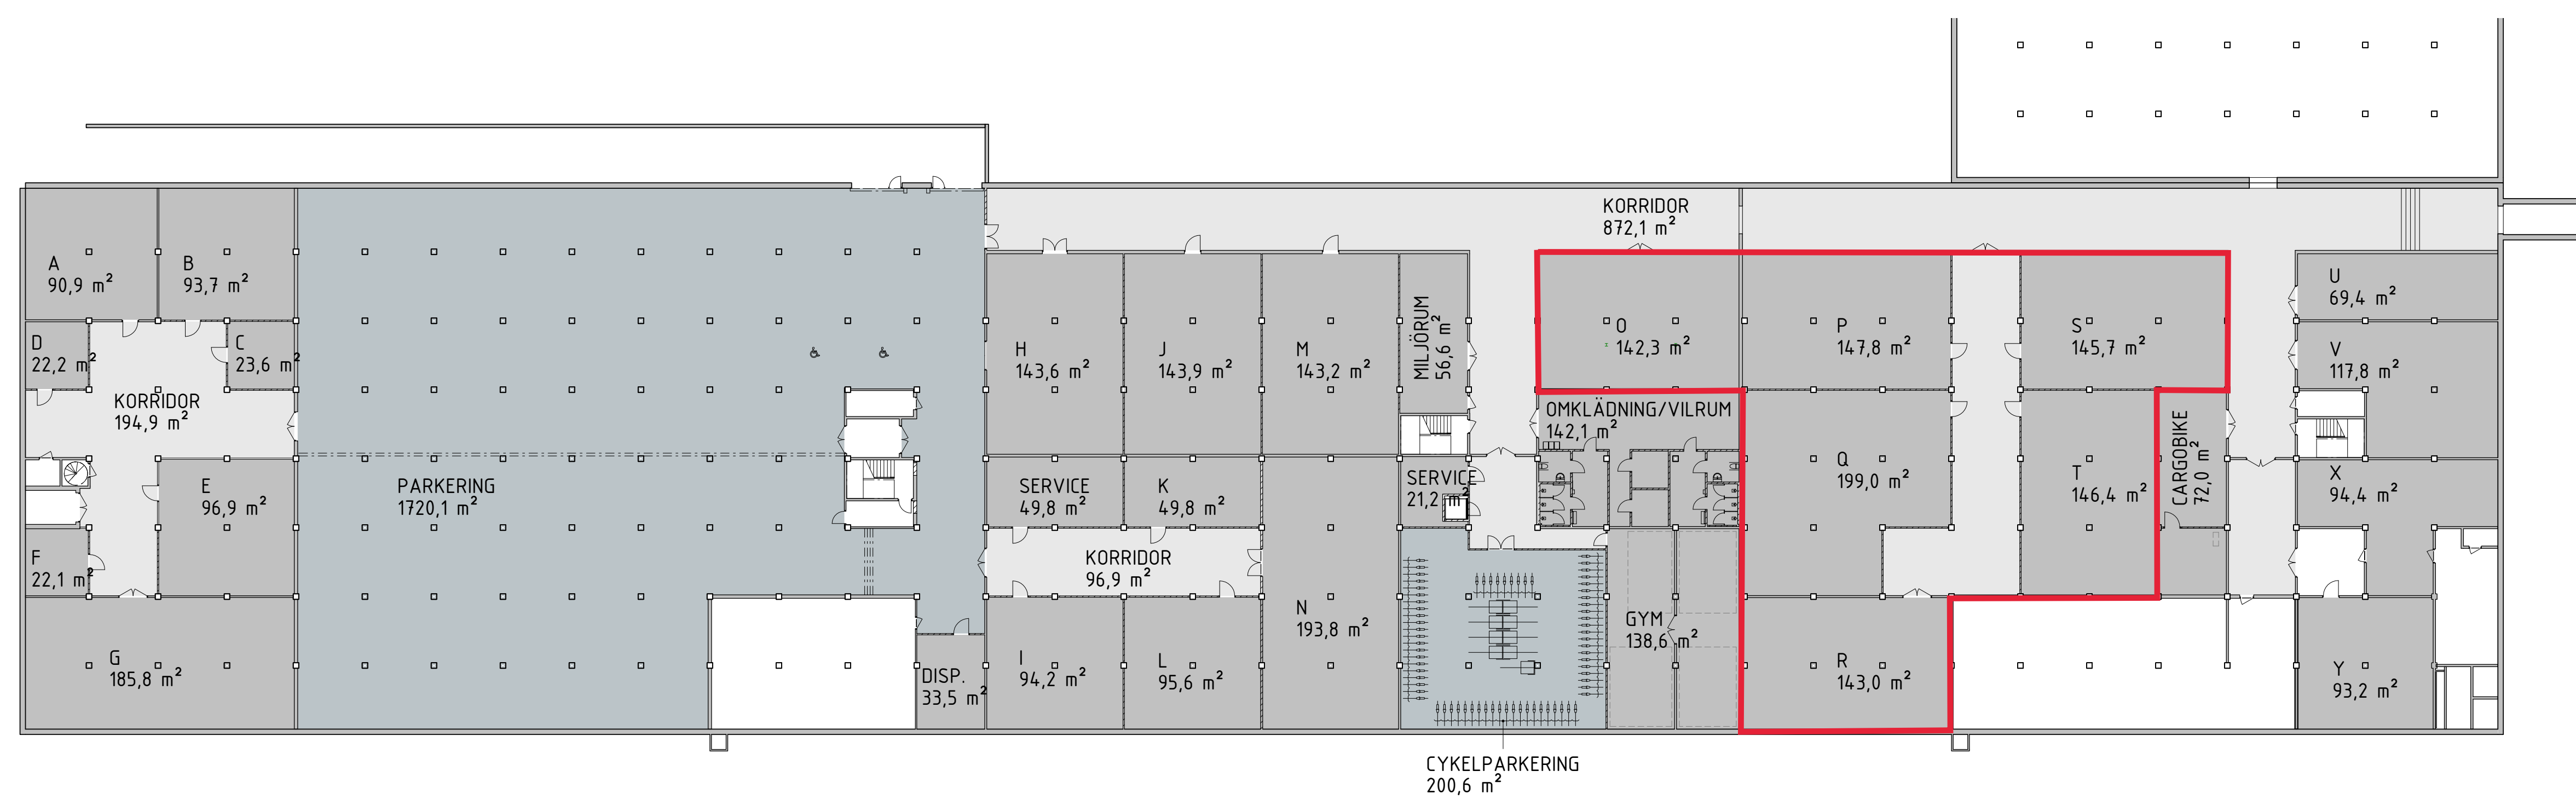 A
90,9 m²
B
93,7 m²
D
22,2 m²
C
23,6 m²
KORRIDOR
194,9 m²
E
96,9 m²
F
22,1 m²
G
185,8 m²
PARKERING
1720,1 m²
DISP.
33,5 m²
H
143,6 m²
J
143,9 m²
M
143,2 m²
MILJÖRUM
56,6 m²
SERVICE
49,8 m²
K
49,8 m²
KORRIDOR
96,9 m²
I
94,2 m²
L
95,6 m²
N
193,8 m²
SERVICE
21,2 m²
CYKELPARKERING
200,6 m²
KORRIDOR
872,1 m²
O
142,3 m²
OMKLÄDNING/VILRUM
142,1 m²
GYM
138,6 m²
P
147,8 m²
Q
199,0 m²
R
143,0 m²
S
145,7 m²
T
146,4 m²
CARGOBIKE
72,0 m²
U
69,4 m²
V
117,8 m²
X
94,4 m²
Y
93,2 m²